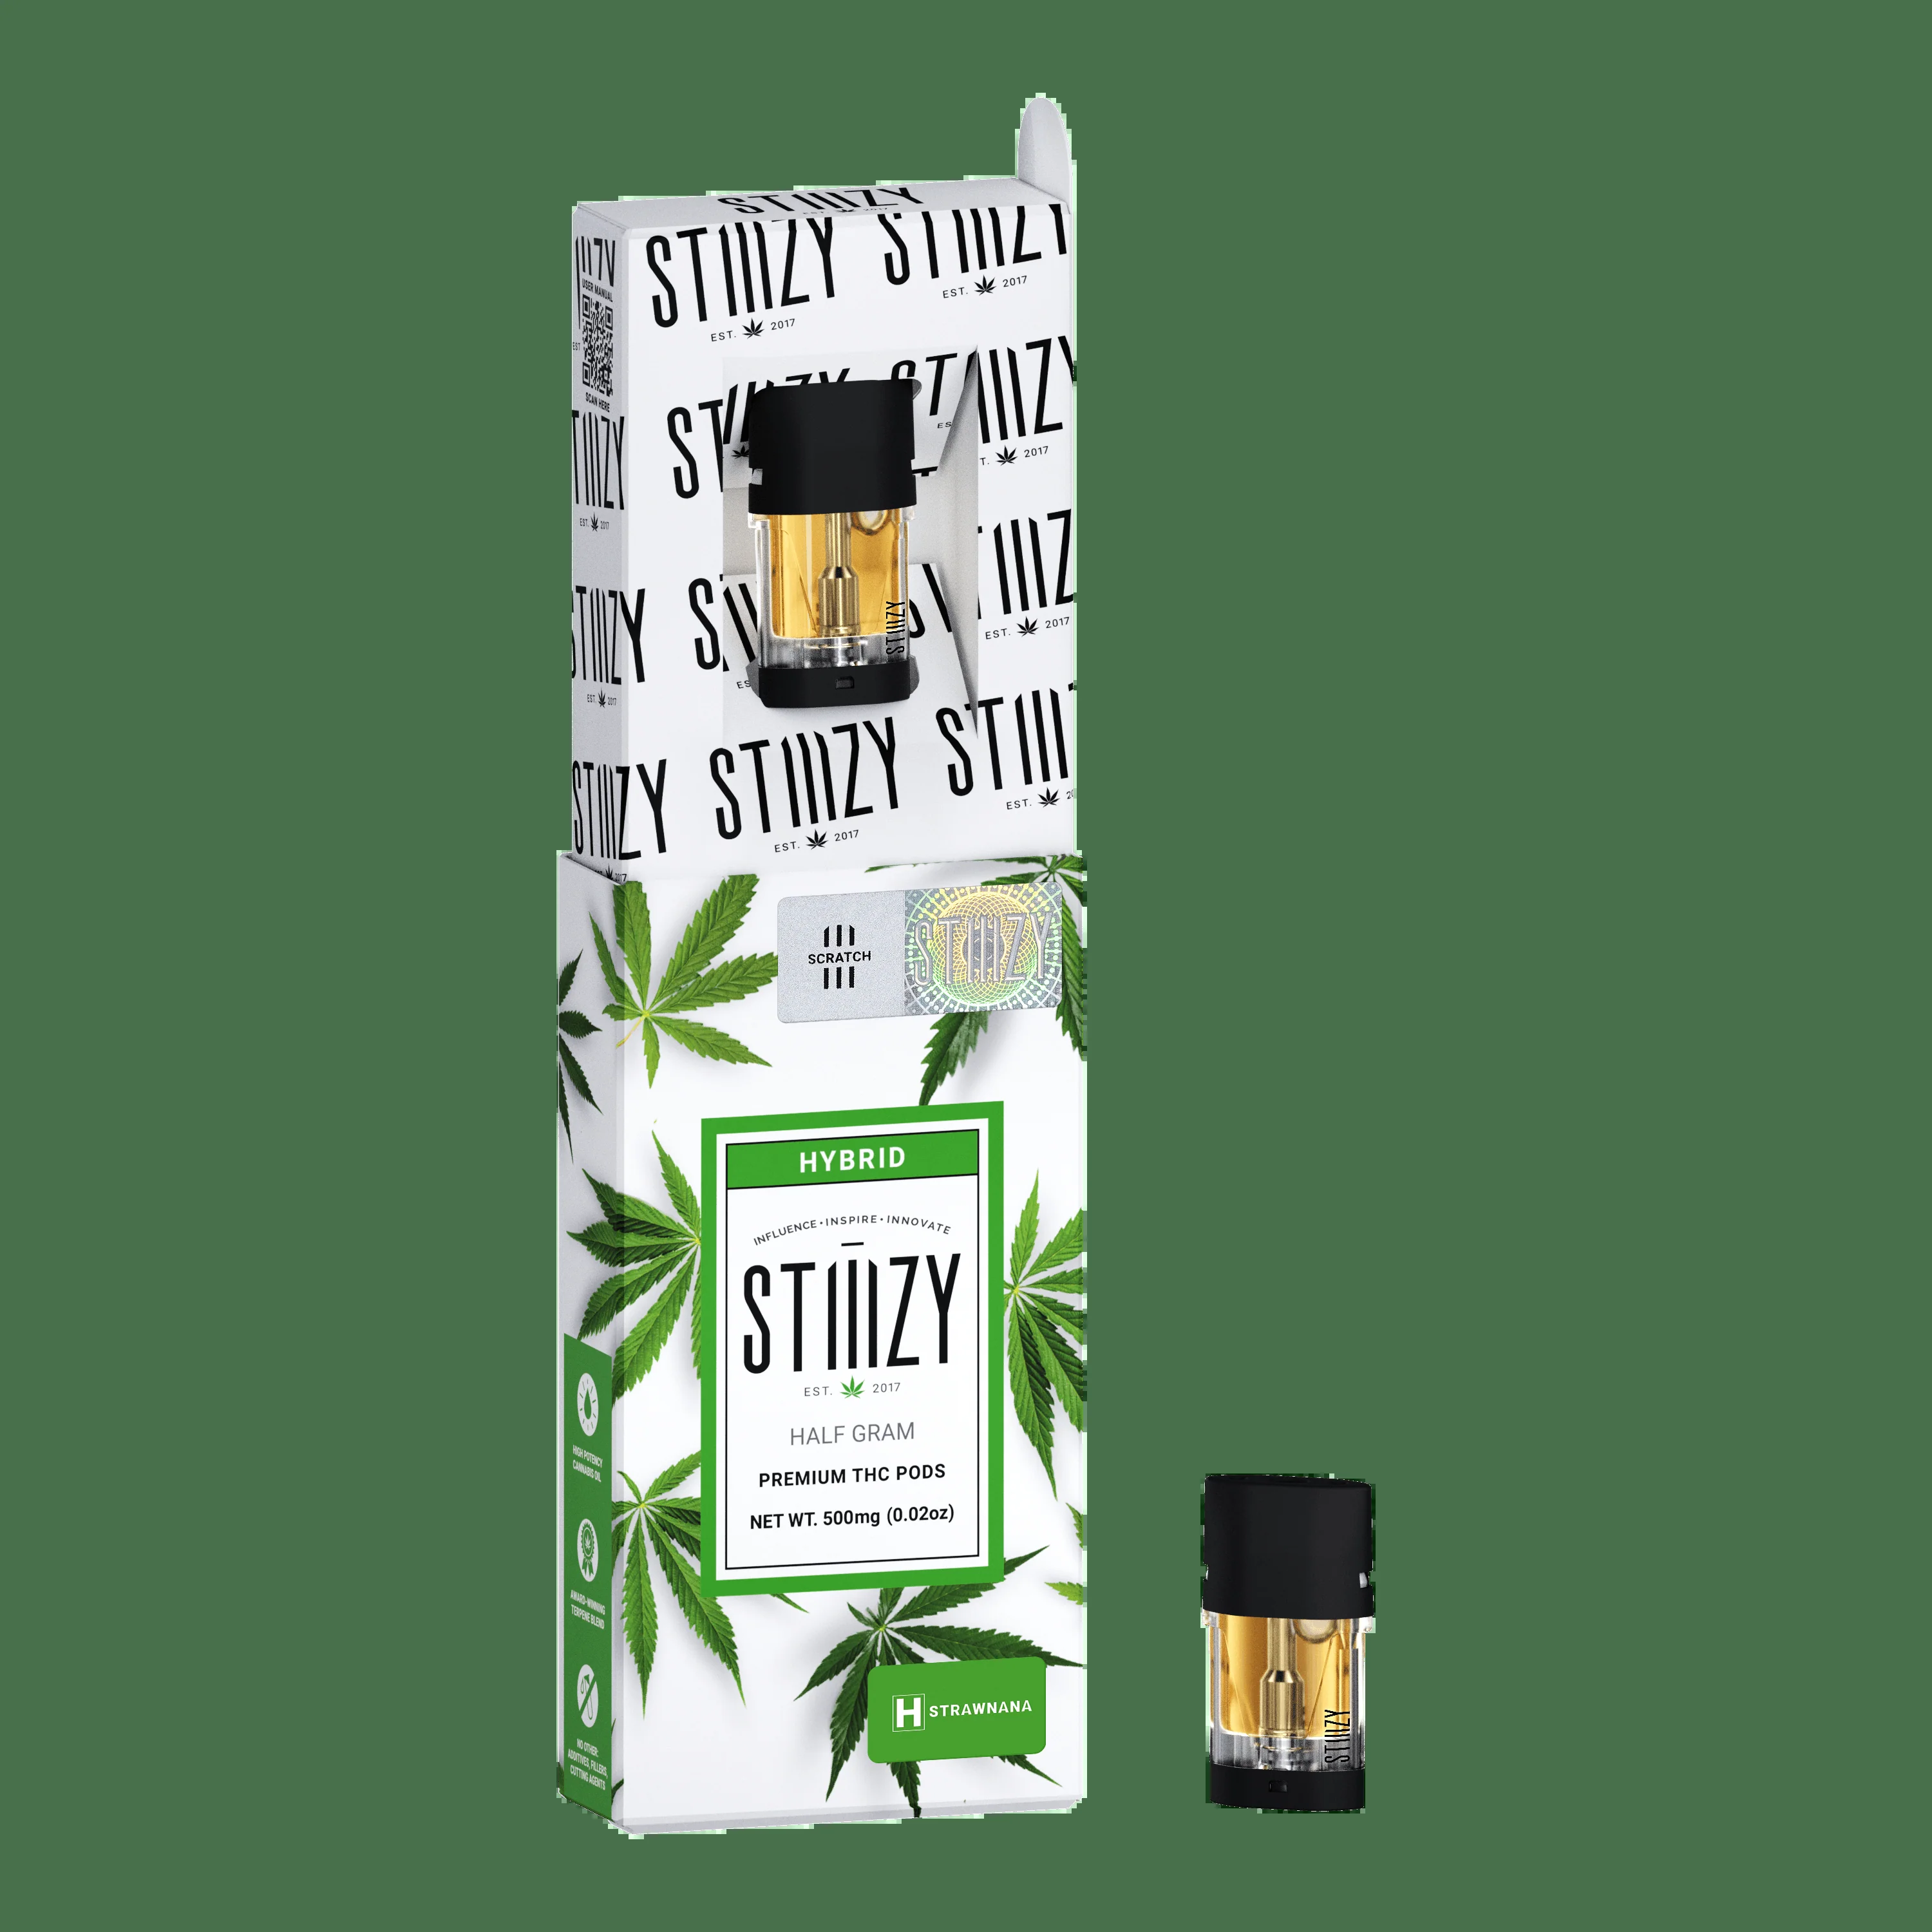 STIIIZY
STIIIZY
EST. 2017
STIIIZY
EST. 2017
USER MANUAL
SCAN HERE
STIIIZY
EST. 2017
STIIIZY
EST. 2017
STIIIZY
STIIIZY
EST. 2017
STIIIZY
EST.
SCRATCH
STIIIZY
HYBRID
INFLUENCE • INSPIRE • INNOVATE
STIIIZY
EST. 2017
HALF GRAM
PREMIUM THC PODS
NET WT. 500mg (0.02oz)
H STRAWNANA
HIGH POTENCY
CANNABIS OIL
AWARD-WINNING
TERPENE BLEND
NO OTHER:
ADDITIVES, FILLERS,
CUTTING AGENTS
STIIIZY